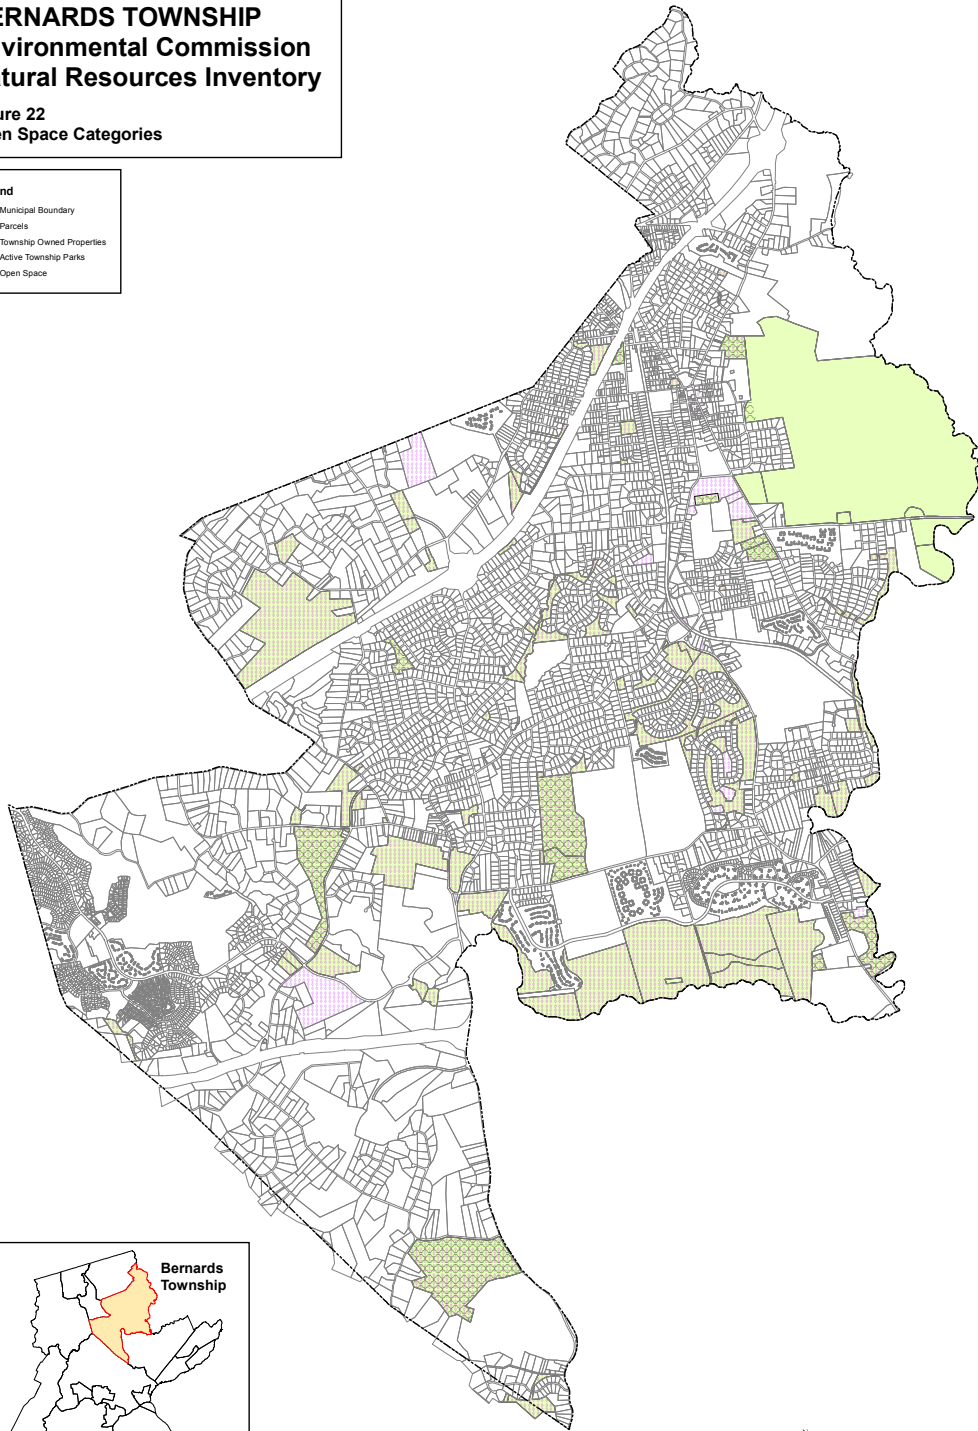 ERNARDS TOWNSHIP
vironmental Commission
tural Resources Inventory
ure 22
en Space Categories
nd
Municipal Boundary
Parcels
Township Owned Properties
Active Township Parks
Open Space
Bernards
Township